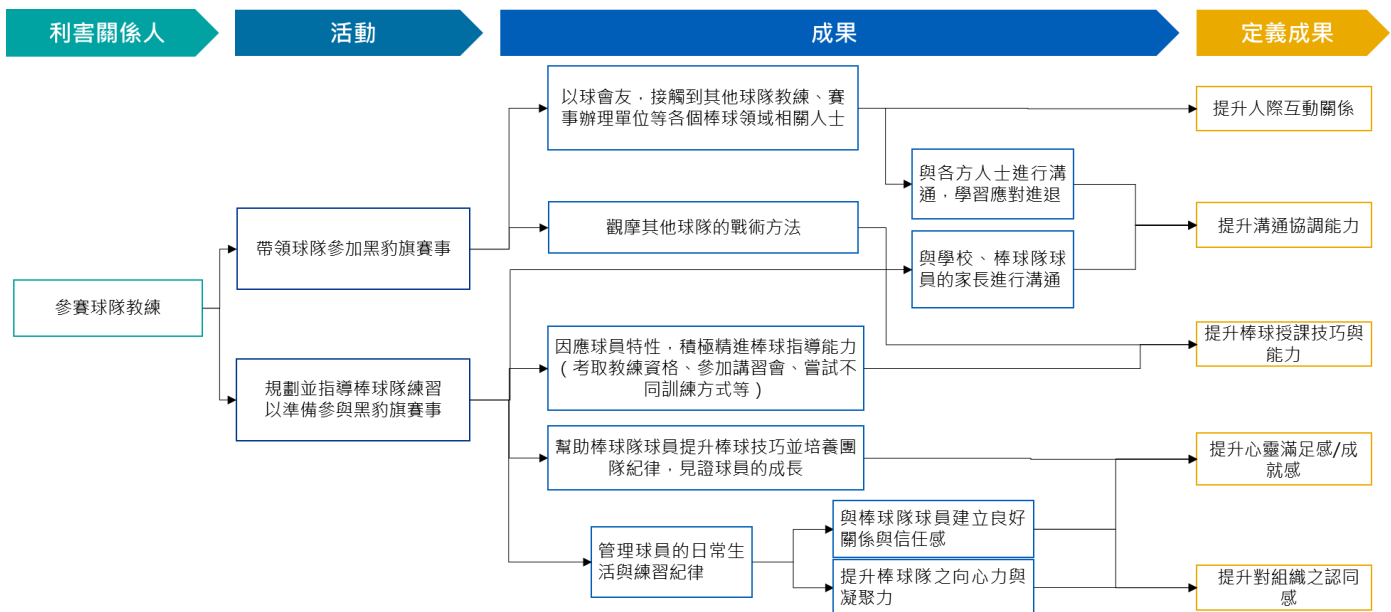 利害關係人
活動
成果
定義成果
以球會友，接觸到其他球隊教練、賽
事辦理單位等各個棒球領域相關人士
提升人際互動關係
與各方人士進行溝
通，學習應對進退
帶領球隊參加黑豹旗賽事
觀摩其他球隊的戰術方法
提升溝通協調能力
與學校、棒球隊球
員的家長進行溝通
參賽球隊教練
因應球員特性，積極精進棒球指導能力
（考取教練資格、參加講習會、嘗試不
同訓練方式等）
提升棒球授課技巧與
能力
規劃並指導棒球隊練習
以準備參與黑豹旗賽事
幫助棒球隊球員提升棒球技巧並培養團
隊紀律，見證球員的成長
提升心靈滿足感/成
就感
管理球員的日常生
活與練習紀律
與棒球隊球員建立良好
關係與信任感
提升棒球隊之向心力與
凝聚力
提升對組織之認同
感